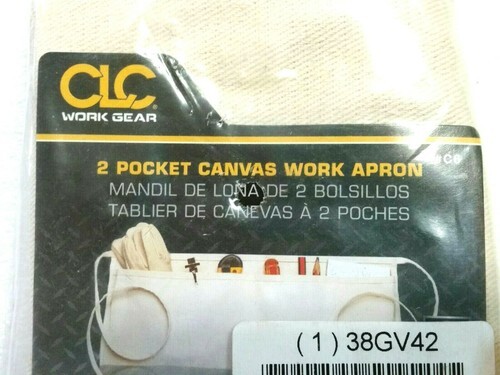 CLC
WORK GEAR
2 POCKET CANVAS WORK APRON
MANDIL DE LONA DE 2 BOLSILLOS
TABLIER DE CANEVAS À 2 POCHES
( 1 ) 38GV42